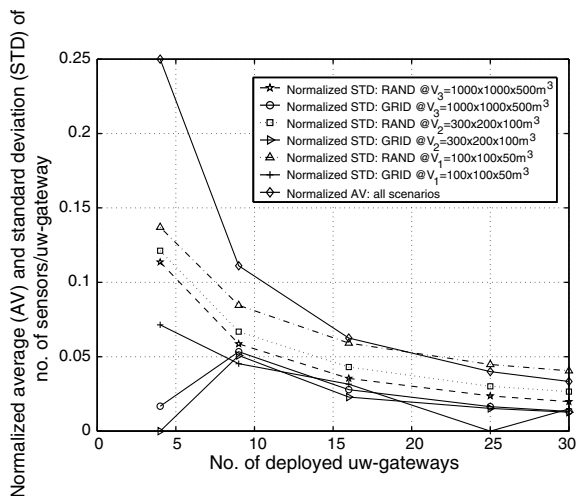 Normalized average (AV) and standard deviation (STD) of
no. of sensors/uw-gateway
0.25
0.2
0.15
0.1
0.05
0
Normalized STD: RAND @V3=1000x1000x500m3
Normalized STD: GRID @V3=1000x1000x500m3
Normalized STD: RAND @V2=300x200x100m3
Normalized STD: GRID @V2=300x200x100m3
Normalized STD: RAND @V1=100x100x50m3
Normalized STD: GRID @V1=100x100x50m3
Normalized AV: all scenarios
0 5 10 15 20 25 30
No. of deployed uw-gateways